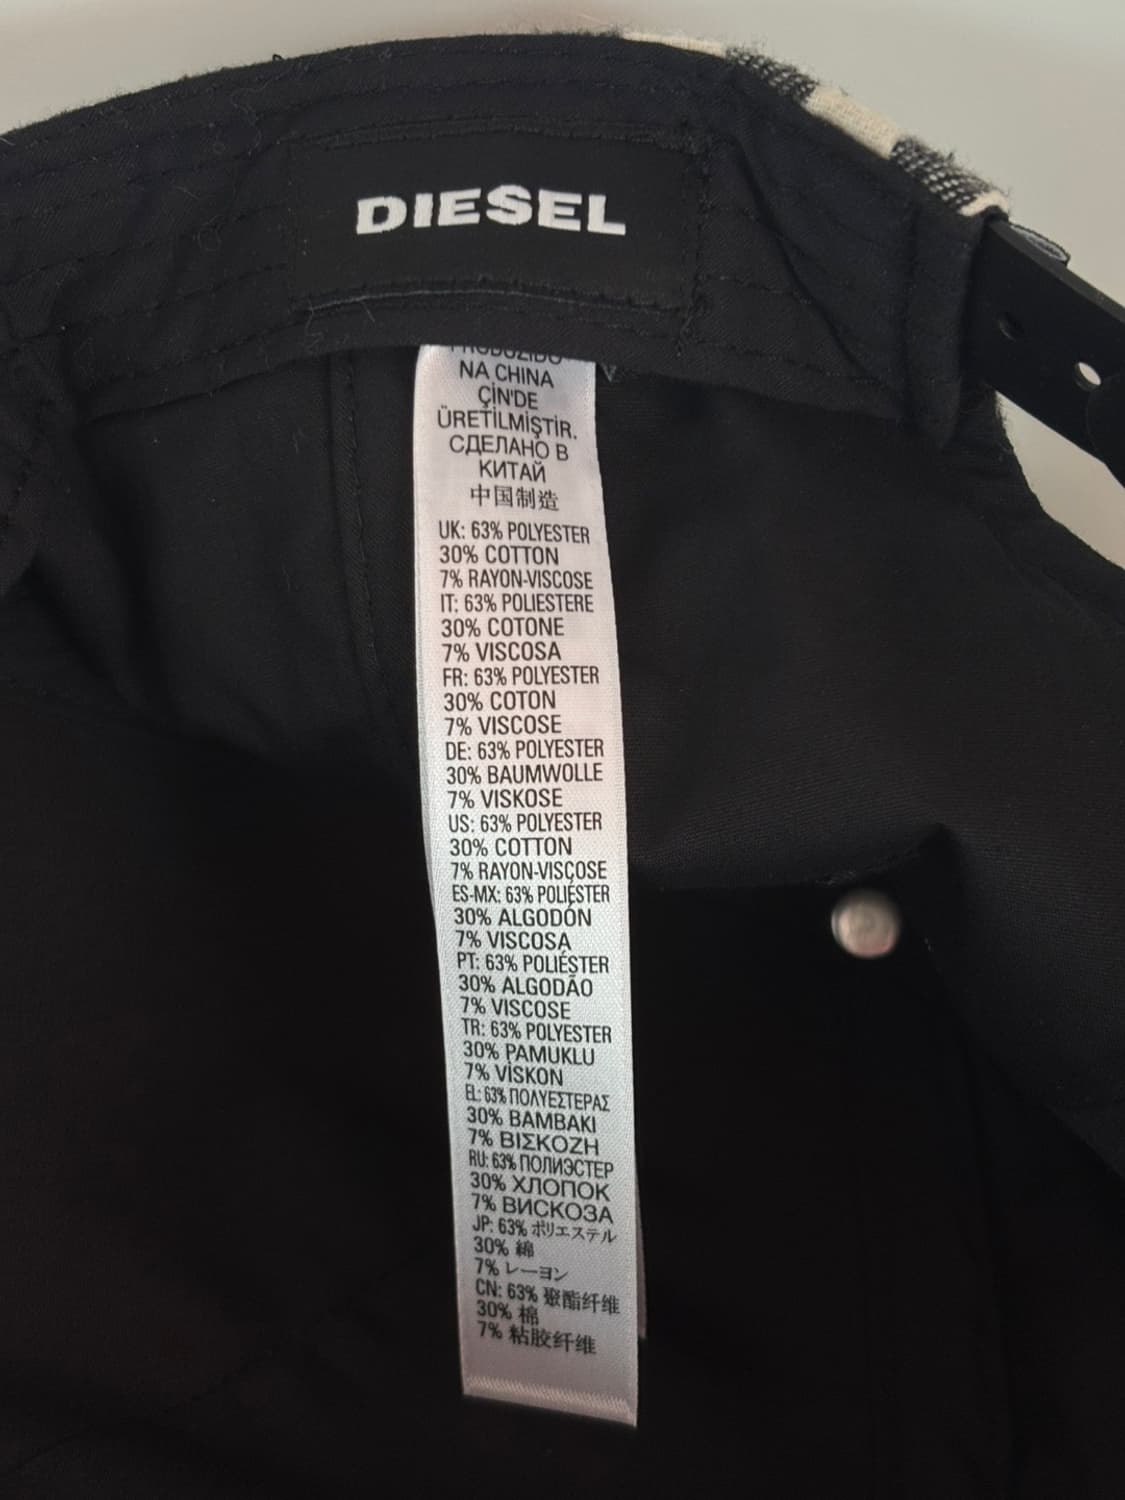 DIESEL
PRODUZIDO
NA CHINA
ÇİN'DE
ÜRETİLMİŞTİR.
СДЕЛАНО В
КИТАЙ
中国制造
UK: 63% POLYESTER
30% COTTON
7% RAYON-VISCOSE
IT: 63% POLIESTERE
30% COTONE
7% VISCOSA
FR: 63% POLYESTER
30% COTON
7% VISCOSE
DE: 63% POLYESTER
30% BAUMWOLLE
7% VISKOSE
US: 63% POLYESTER
30% COTTON
7% RAYON-VISCOSE
ES-MX: 63% POLIÉSTER
30% ALGODÓN
7% VISCOSA
PT: 63% POLIÉSTER
30% ALGODÃO
7% VISCOSE
TR: 63% POLYESTER
30% PAMUKLU
7% VİSKON
EL: 63% ΠΟΛΥΕΣΤΕΡΑΣ
30% ΒΑΜΒΑΚΙ
7% ΒΙΣΚΟΖΗ
RU: 63% ПОЛИЭСТЕР
30% ХЛОПОК
7% ВИСКОЗА
JP: 63% ポリエステル
30% 綿
7% レーヨン
CN: 63% 聚酯纤维
30% 棉
7% 粘胶纤维